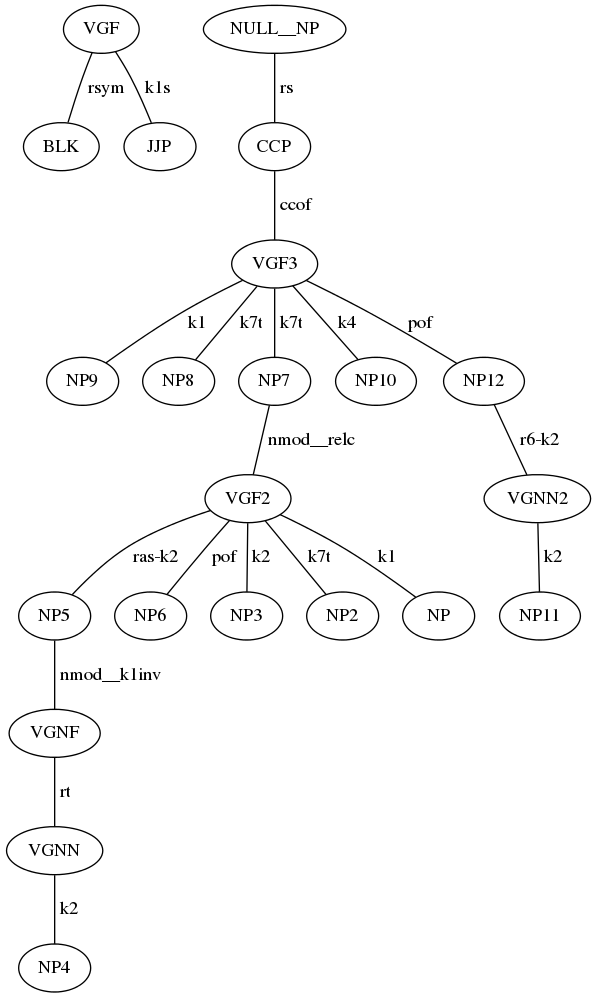 VGF NULL__NP
rsym k1s rs
BLK JJP CCP
ccof
VGF3
k1 k7t k7t k4 pof
NP9 NP8 NP7 NP10 NP12
nmod__relc r6-k2
VGF2 VGNN2
ras-k2 pof k2 k7t k1 k2
NP5 NP6 NP3 NP2 NP NP11
nmod__k1inv
VGNF
rt
VGNN
k2
NP4